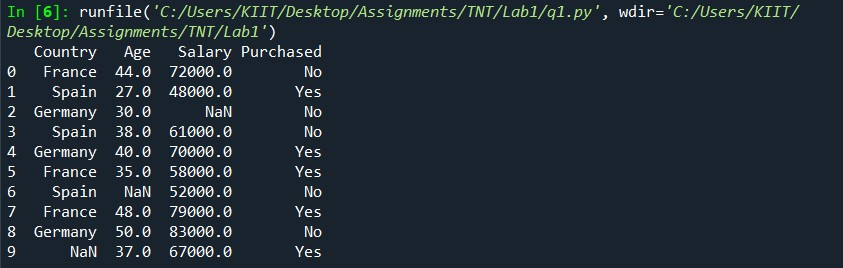 In [6]: runfile('C:/Users/KIIT/Desktop/Assignments/TNT/Lab1/q1.py', wdir='C:/Users/KIIT/
Desktop/Assignments/TNT/Lab1')
   Country   Age   Salary Purchased
0   France  44.0  72000.0        No
1    Spain  27.0  48000.0       Yes
2  Germany  30.0      NaN        No
3    Spain  38.0  61000.0        No
4  Germany  40.0  70000.0       Yes
5   France  35.0  58000.0       Yes
6    Spain   NaN  52000.0        No
7   France  48.0  79000.0       Yes
8  Germany  50.0  83000.0        No
9      NaN  37.0  67000.0       Yes